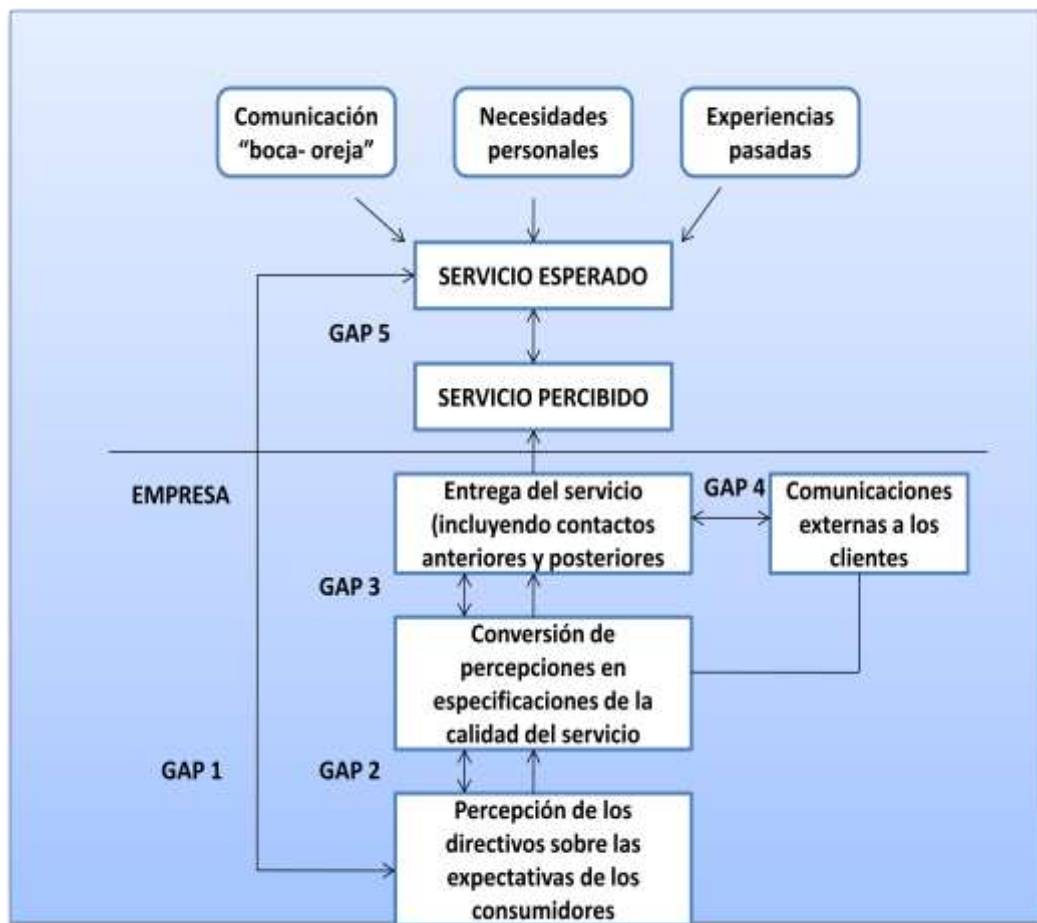 Comunicación
“boca- oreja”
Necesidades
personales
Experiencias
pasadas
SERVICIO ESPERADO
GAP 5
SERVICIO PERCIBIDO
EMPRESA
Entrega del servicio
(incluyendo contactos
anteriores y posteriores
GAP 4
Comunicaciones
externas a los
clientes
GAP 3
Conversión de
percepciones en
especificaciones de la
calidad del servicio
GAP 1
GAP 2
Percepción de los
directivos sobre las
expectativas de los
consumidores